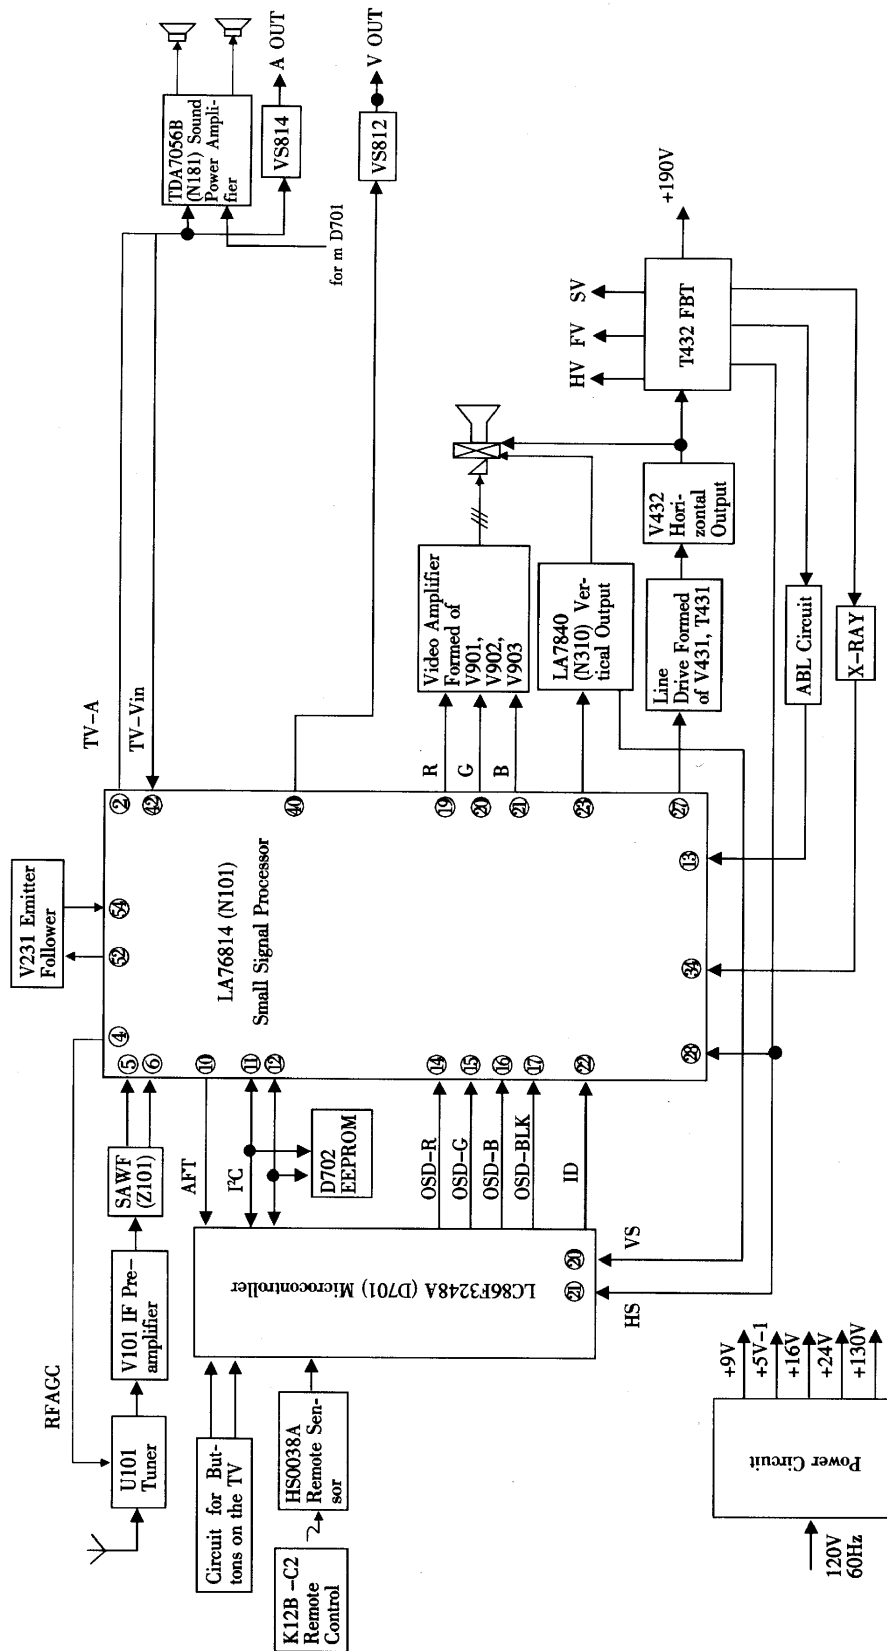 RFAGC
U101
Tuner
V101 IF Pre-
amplifier
SAWF
(Z101)
V231 Emitter
Follower
④
⑤
⑥
52
54
②
42
TV-A
TV-Vin
TDA7056B
(N181) Sound
Power Ampli-
fier
VS814
A OUT
for m D701
VS812
V OUT
40
LA76814 (N101)
Small Signal Processor
AFT
⑩
I²C
⑪
⑫
D702
EEPROM
Circuit for But-
tons on the TV
HS0038A
Remote Sen-
sor
K12B -C2
Remote
Control
LC86F3248A (D701) Microcontroller
OSD-R
⑭
OSD-G
⑮
OSD-B
⑯
OSD-BLK
⑰
ID
22
21
20
HS
VS
R
⑲
G
20
B
21
23
27
28
34
13
Video Amplifier
Formed of
V901,
V902,
V903
LA7840
(N310) Ver-
tical Output
Line
Drive Formed
of V431, T431
V432
Hori-
zontal
Output
HV
FV
SV
T432 FBT
+190V
ABL Circuit
X-RAY
120V
60Hz
Power Circuit
+9V
+5V-1
+16V
+24V
+130V